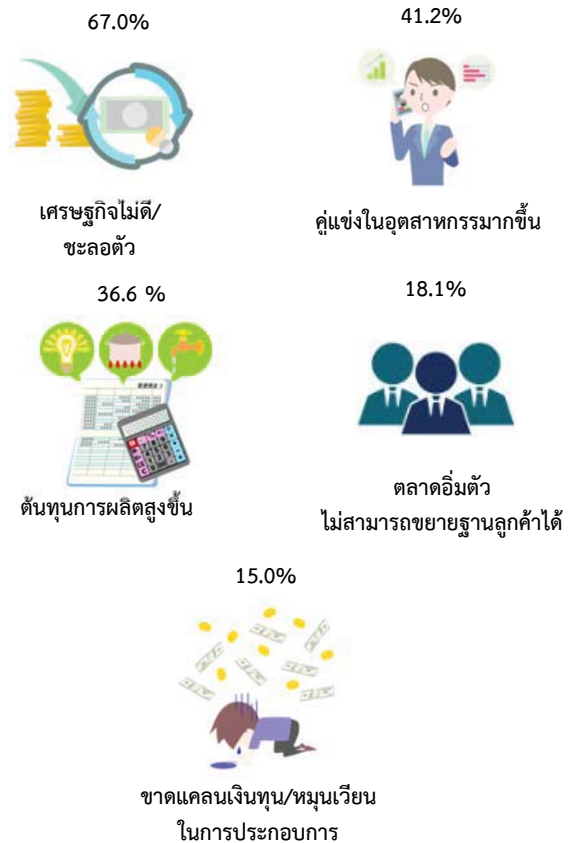 67.0%
41.2%
เศรษฐกิจไม่ดี/
ชะลอตัว
คู่แข่งในอุตสาหกรรมากขึ้น
36.6 %
18.1%
ต้นทุนการผลิตสูงขึ้น
ตลาดอิ่มตัว
ไม่สามารถขยายฐานลูกค้าได้
15.0%
ขาดแคลนเงินทุน/หมุนเวียน
ในการประกอบการ